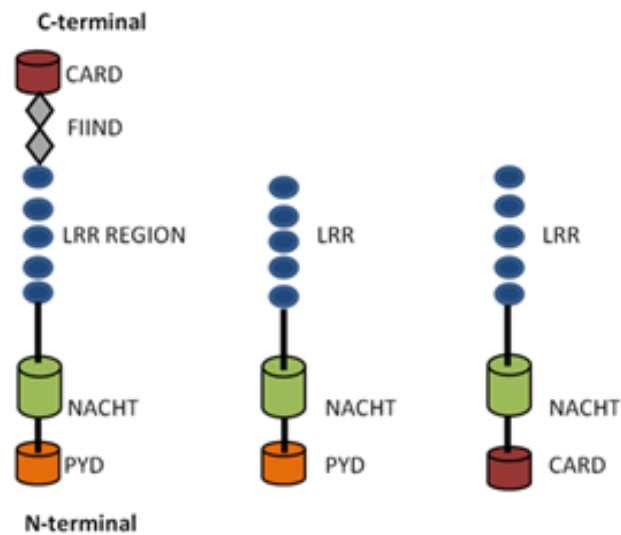 C-terminal
CARD
FIIND
LRR REGION
LRR
LRR
NACHT
NACHT
NACHT
PYD
PYD
CARD
N-terminal